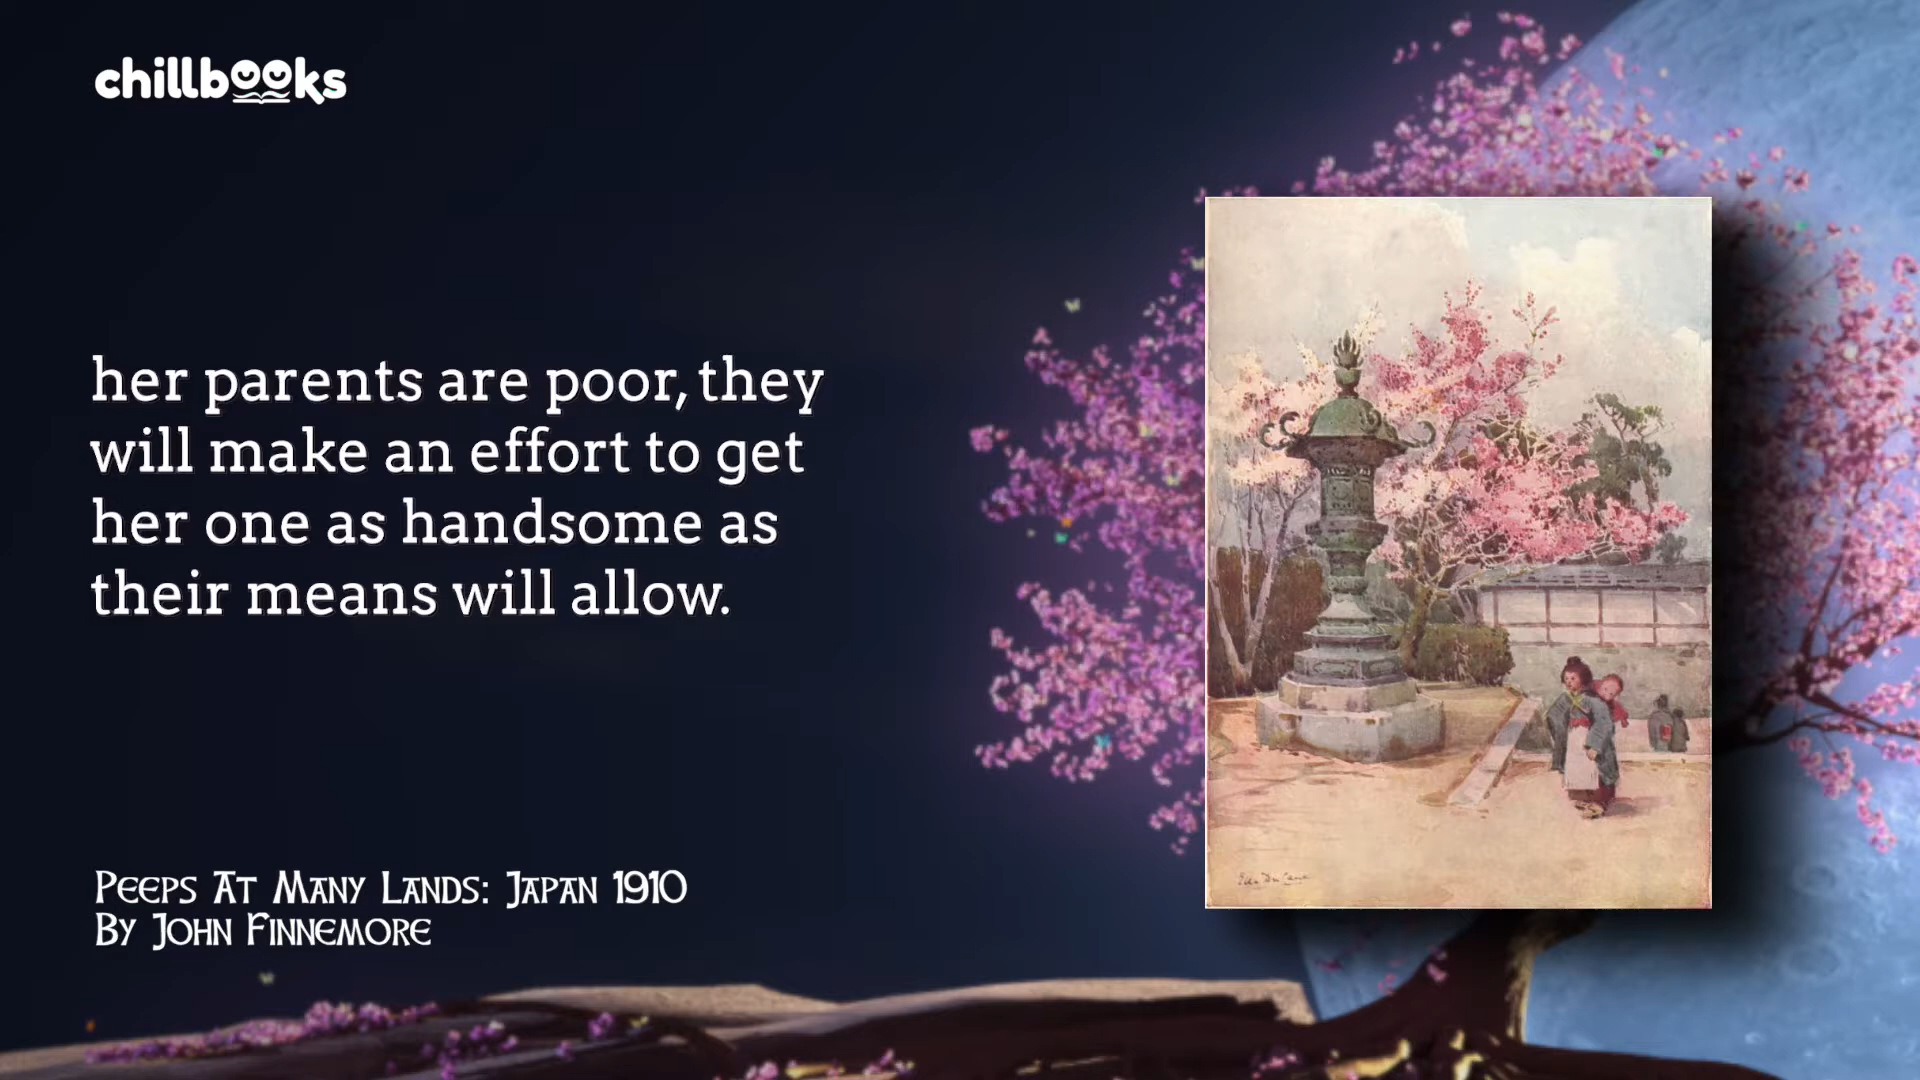 chillbooks
her parents are poor, they
will make an effort to get
her one as handsome as
their means will allow.
Peeps At Many Lands: Japan 1910
By John Finnemore